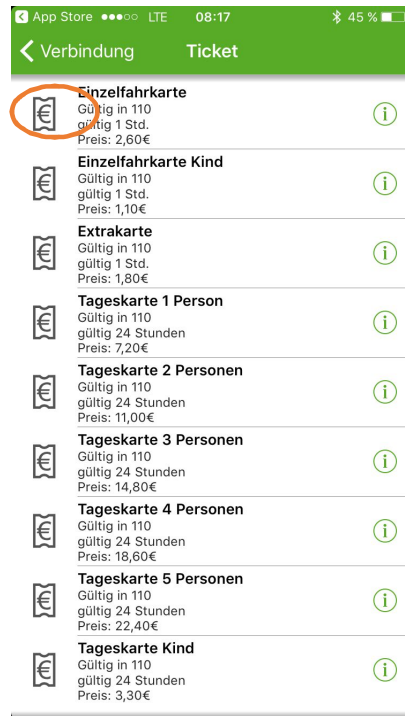 App Store LTE 08:17 45 %
Verbindung Ticket
Einzelfahrkarte
Gültig in 110
gültig 1 Std.
Preis: 2,60€
Einzelfahrkarte Kind
Gültig in 110
gültig 1 Std.
Preis: 1,10€
Extrakarte
Gültig in 110
gültig 1 Std.
Preis: 1,80€
Tageskarte 1 Person
Gültig in 110
gültig 24 Stunden
Preis: 7,20€
Tageskarte 2 Personen
Gültig in 110
gültig 24 Stunden
Preis: 11,00€
Tageskarte 3 Personen
Gültig in 110
gültig 24 Stunden
Preis: 14,80€
Tageskarte 4 Personen
Gültig in 110
gültig 24 Stunden
Preis: 18,60€
Tageskarte 5 Personen
Gültig in 110
gültig 24 Stunden
Preis: 22,40€
Tageskarte Kind
Gültig in 110
gültig 24 Stunden
Preis: 3,30€